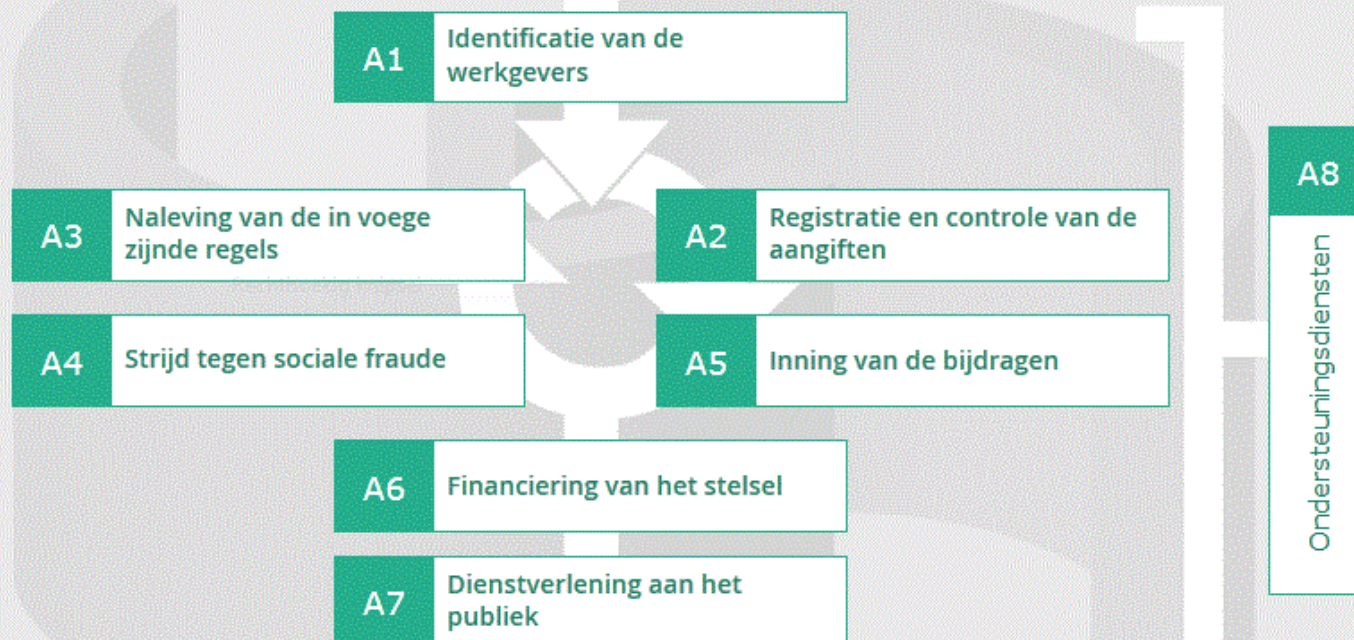 A1
Identificatie van de
werkgevers
A3
Naleving van de in voege
zijnde regels
A2
Registratie en controle van de
aangiften
A4
Strijd tegen sociale fraude
A5
Inning van de bijdragen
A6
Financiering van het stelsel
A7
Dienstverlening aan het
publiek
A8
Ondersteuningsdiensten